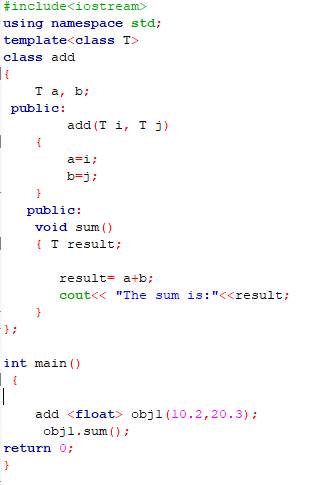 #include<iostream>
using namespace std;
template<class T>
class add
{
T a, b;
public:
add(T i, T j)
{
a=i;
b=j;
}
public:
void sum()
{ T result;
result= a+b;
cout<< "The sum is:"<<result;
}
};
int main()
{
add <float> obj1(10.2,20.3);
obj1.sum();
return 0;
}